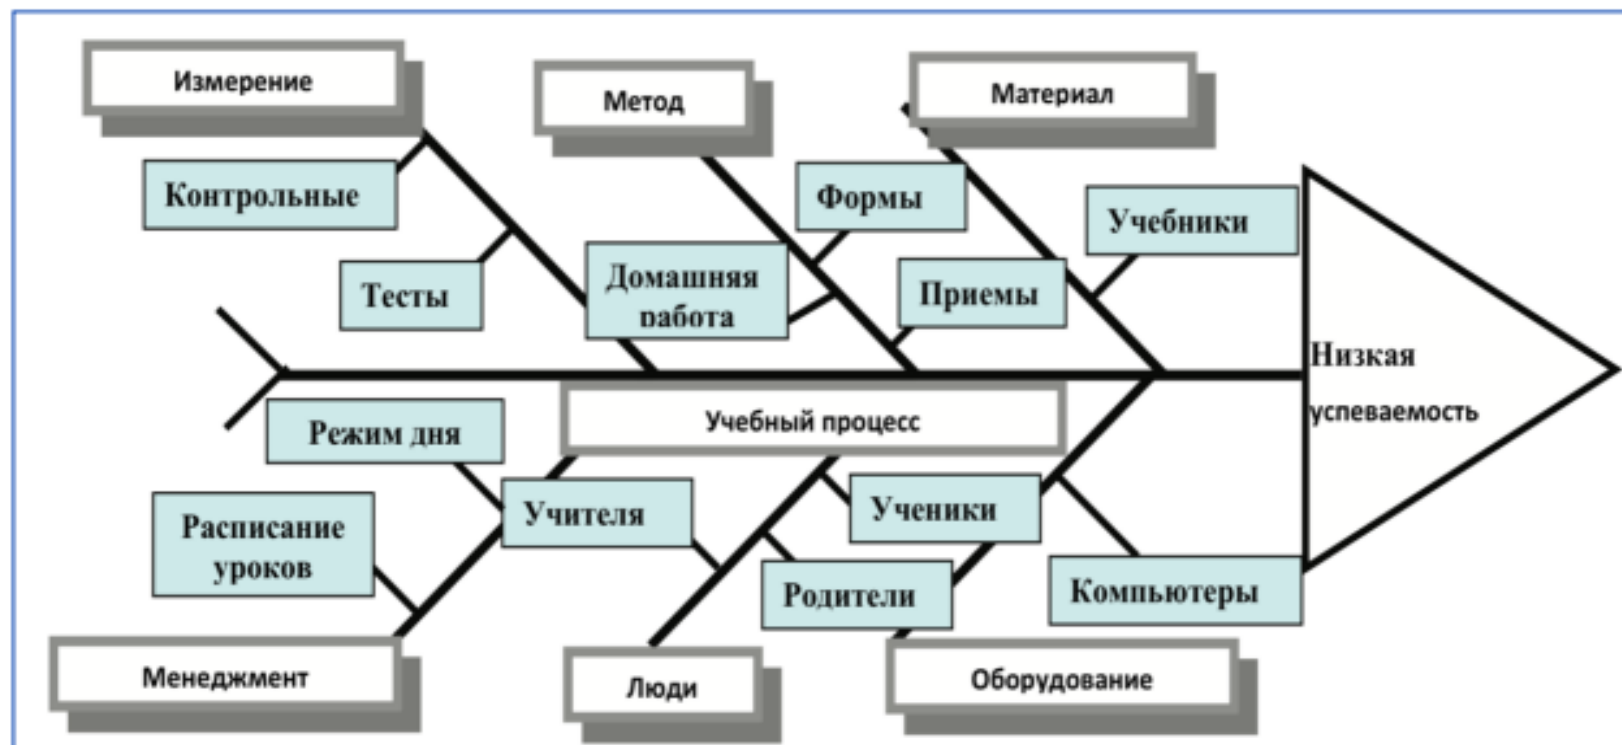 Измерение
Метод
Материал
Контрольные
Формы
Учебники
Тесты
Домашняя
работа
Приемы
Низкая
успеваемость
Учебный процесс
Режим дня
Учителя
Ученики
Расписание
уроков
Родители
Компьютеры
Менеджмент
Люди
Оборудование